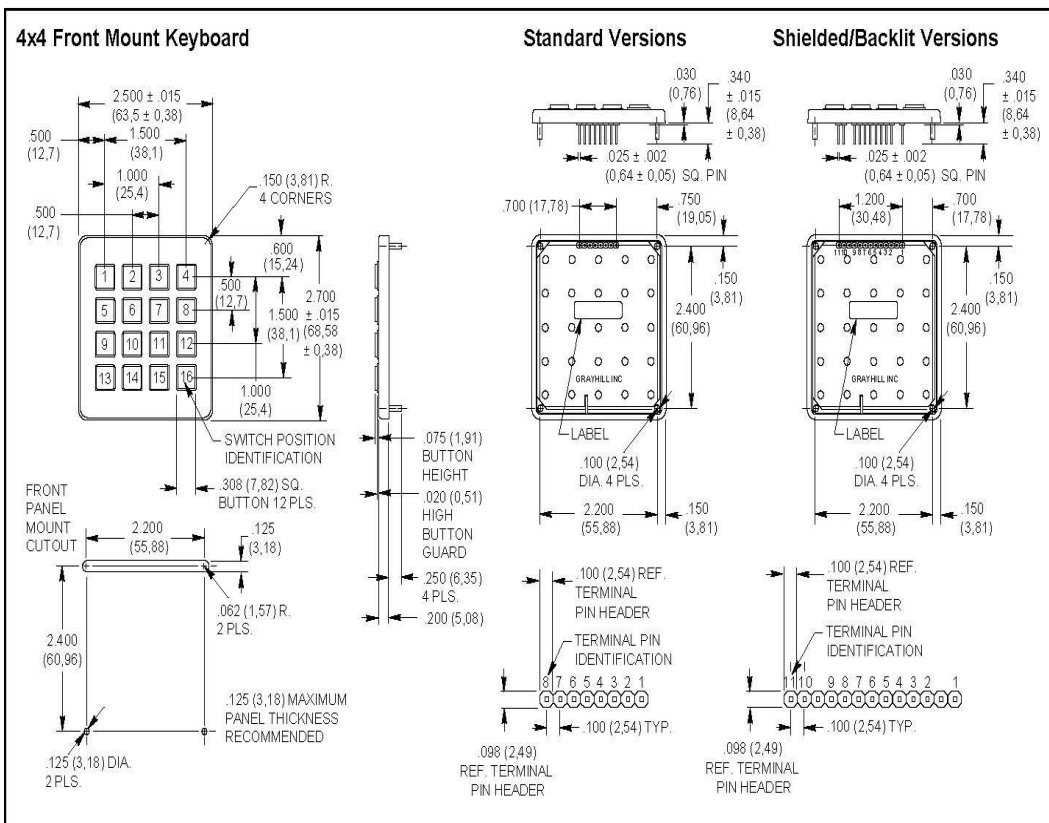 4x4 Front Mount Keyboard
Standard Versions
Shielded/Backlit Versions
2.500 ± .015
(63,5 ± 0,38)
.500
(12,7)
1.500
(38,1)
1.000
(25,4)
.500
(12,7)
.150 (3,81) R.
4 CORNERS
.600
(15,24)
.500
(12,7)
1.500
(38,1)
2.700
± .015
(68,58
± 0,38)
1.000
(25,4)
1 2 3 4
5 6 7 8
9 10 11 12
13 14 15 16
SWITCH POSITION
IDENTIFICATION
.308 (7,82) SQ.
BUTTON 12 PLS.
FRONT
PANEL
MOUNT
CUTOUT
2.200
(55,88)
.125
(3,18)
.062 (1,57) R.
2 PLS.
2.400
(60,96)
.125 (3,18) MAXIMUM
PANEL THICKNESS
RECOMMENDED
.125 (3,18) DIA.
2 PLS.
.075 (1,91)
BUTTON
HEIGHT
.020 (0,51)
HIGH
BUTTON
GUARD
.250 (6,35)
4 PLS.
.200 (5,08)
.030
(0,76)
.340
± .015
(8,64
± 0,38)
.025 ± .002
(0,64 ± 0,05) SQ. PIN
.700 (17,78)
.750
(19,05)
.150
(3,81)
2.400
(60,96)
GRAYHILL INC
LABEL
.100 (2,54)
DIA. 4 PLS.
2.200
(55,88)
.150
(3,81)
.100 (2,54) REF.
TERMINAL
PIN HEADER
TERMINAL PIN
IDENTIFICATION
8 7 6 5 4 3 2 1
.100 (2,54) TYP.
.098 (2,49)
REF. TERMINAL
PIN HEADER
.030
(0,76)
.340
± .015
(8,64
± 0,38)
.025 ± .002
(0,64 ± 0,05) SQ. PIN
1.200
(30,48)
.700
(17,78)
.150
(3,81)
2.400
(60,96)
GRAYHILL INC
LABEL
.100 (2,54)
DIA. 4 PLS.
2.200
(55,88)
.150
(3,81)
.100 (2,54) REF.
TERMINAL
PIN HEADER
TERMINAL PIN
IDENTIFICATION
11 10 9 8 7 6 5 4 3 2 1
.100 (2,54) TYP.
.098 (2,49)
REF. TERMINAL
PIN HEADER